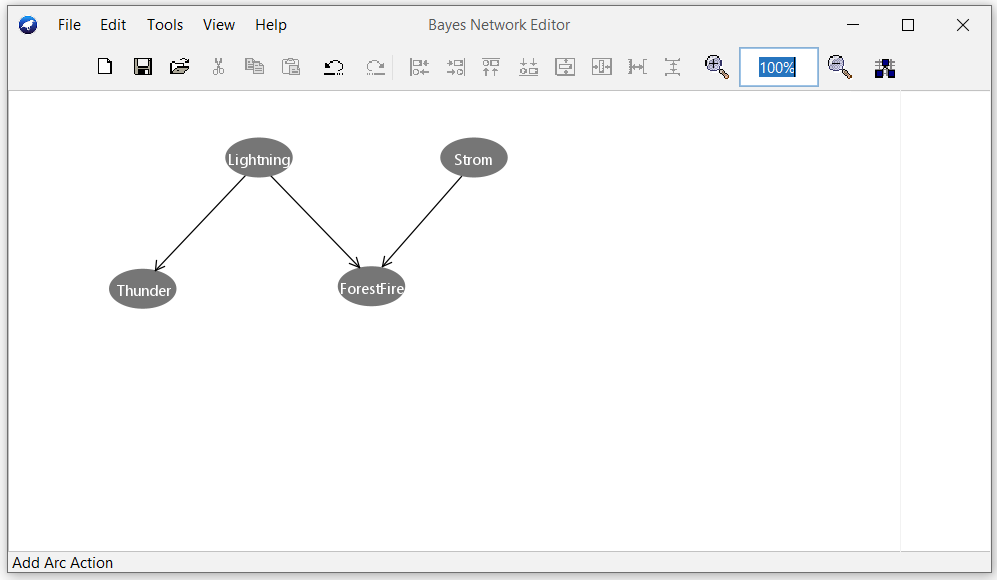 Bayes Network Editor
File Edit Tools View Help
100%
Lightning Strom
Thunder ForestFire
Add Arc Action